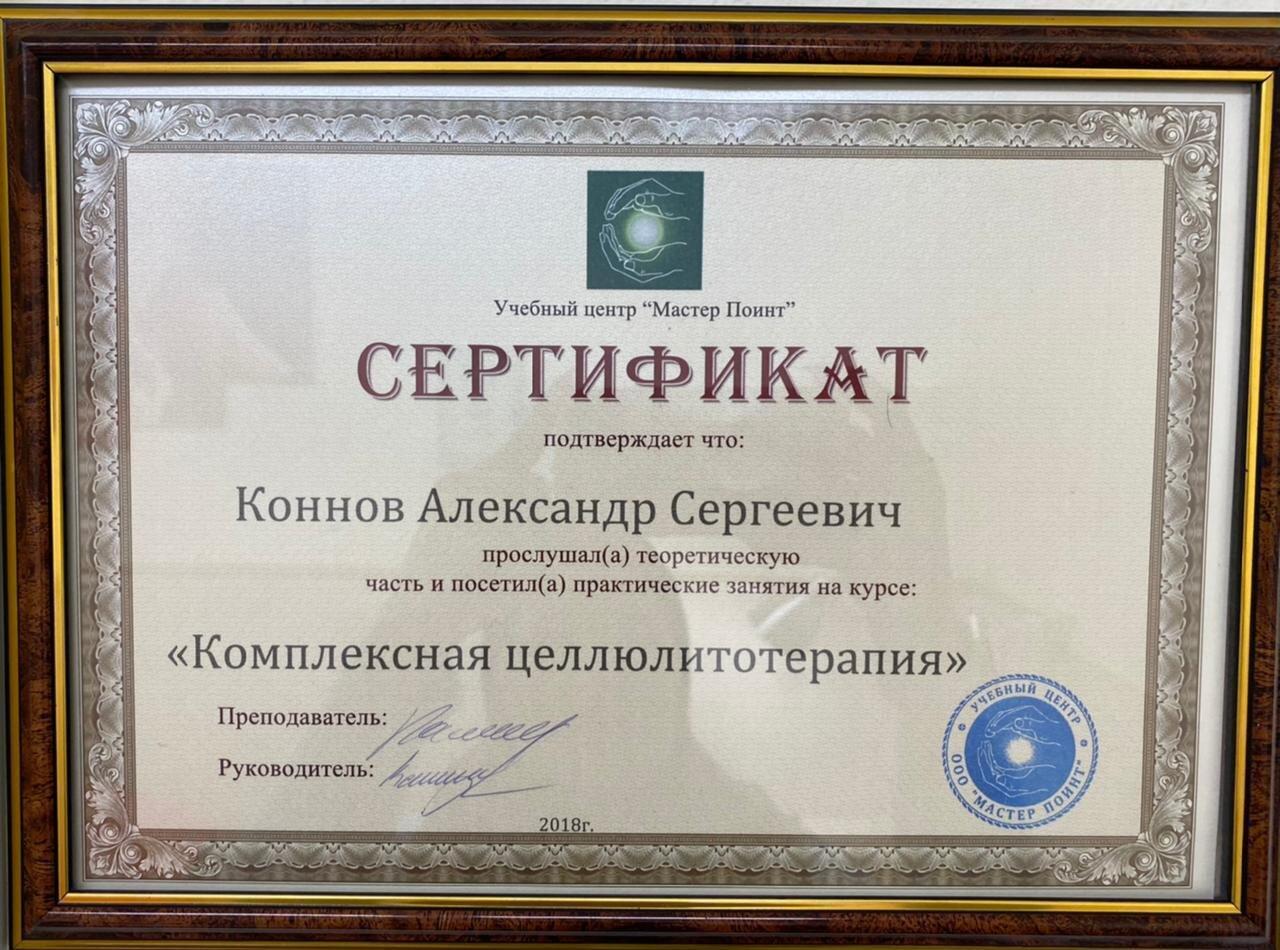 Учебный центр “Мастер Поинт”
СЕРТИФИКАТ
подтверждает что:
Коннов Александр Сергеевич
прослушал(а) теоретическую
часть и посетил(а) практические занятия на курсе:
«Комплексная целлюлитотерапия»
Преподаватель:
Руководитель:
2018г.
УЧЕБНЫЙ ЦЕНТР
ООО "МАСТЕР ПОИНТ"